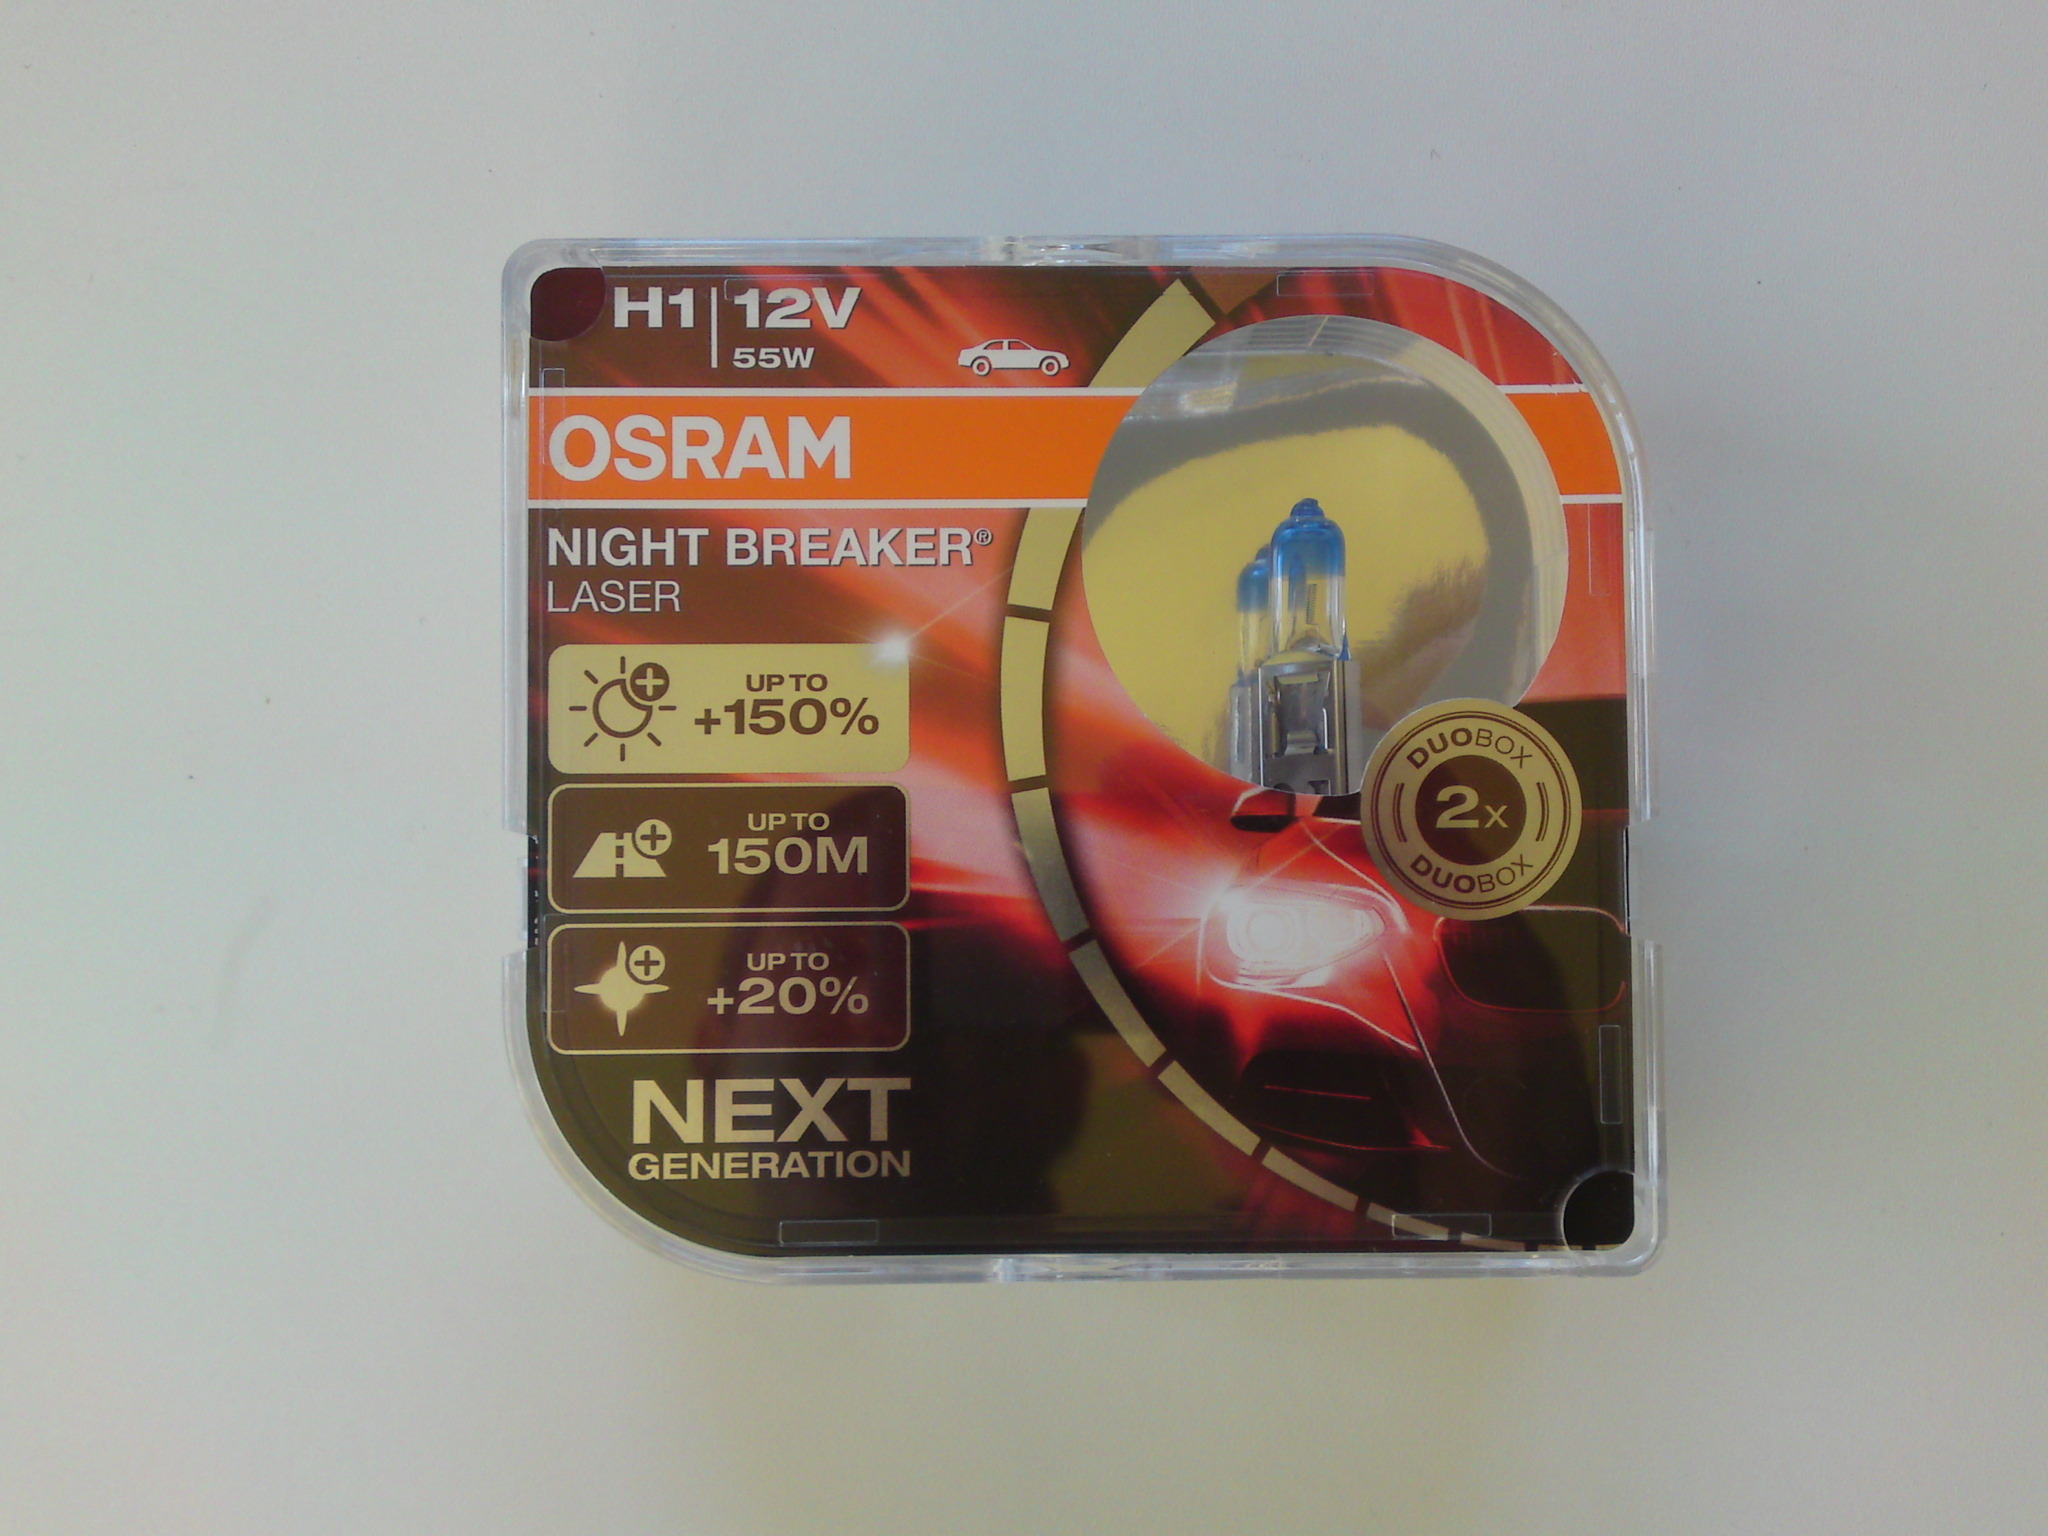 H1 12V
55W
OSRAM
NIGHT BREAKER®
LASER
UP TO
+150%
UP TO
150M
UP TO
+20%
NEXT
GENERATION
DUOBOX
2x
DUOBOX